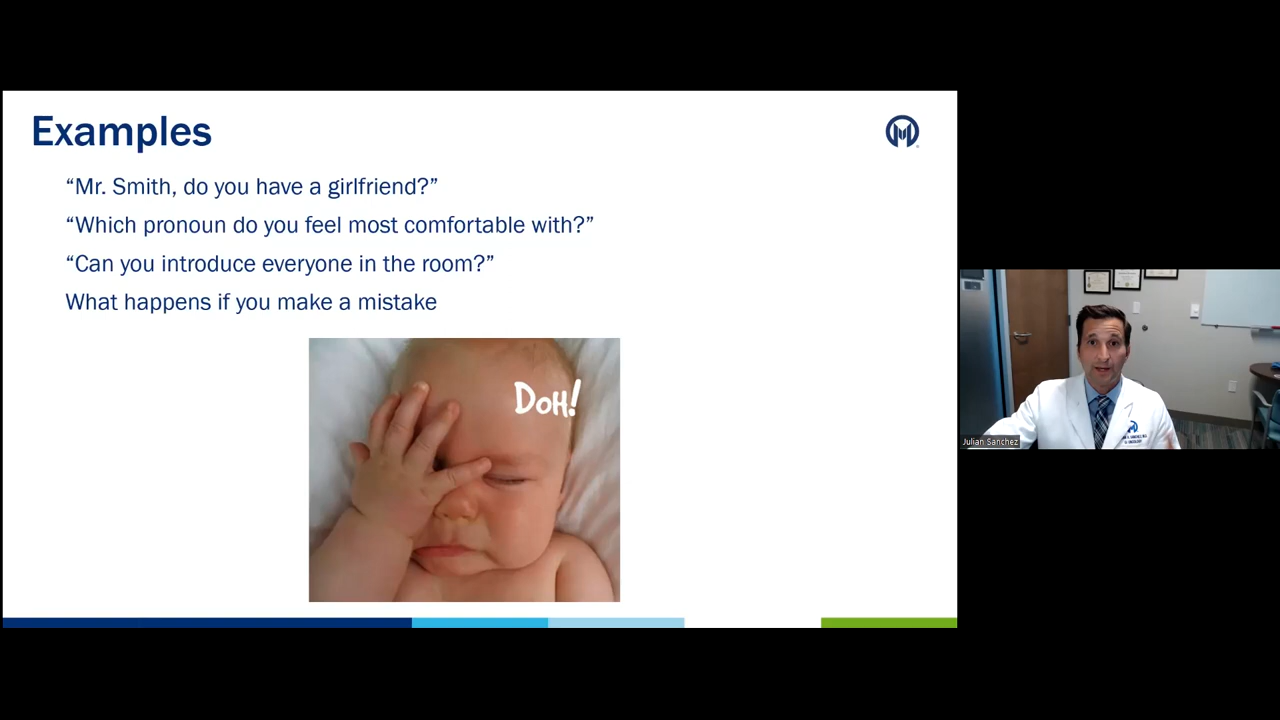 Examples
“Mr. Smith, do you have a girlfriend?”
“Which pronoun do you feel most comfortable with?”
“Can you introduce everyone in the room?”
What happens if you make a mistake
DOH!
Julian Sanchez